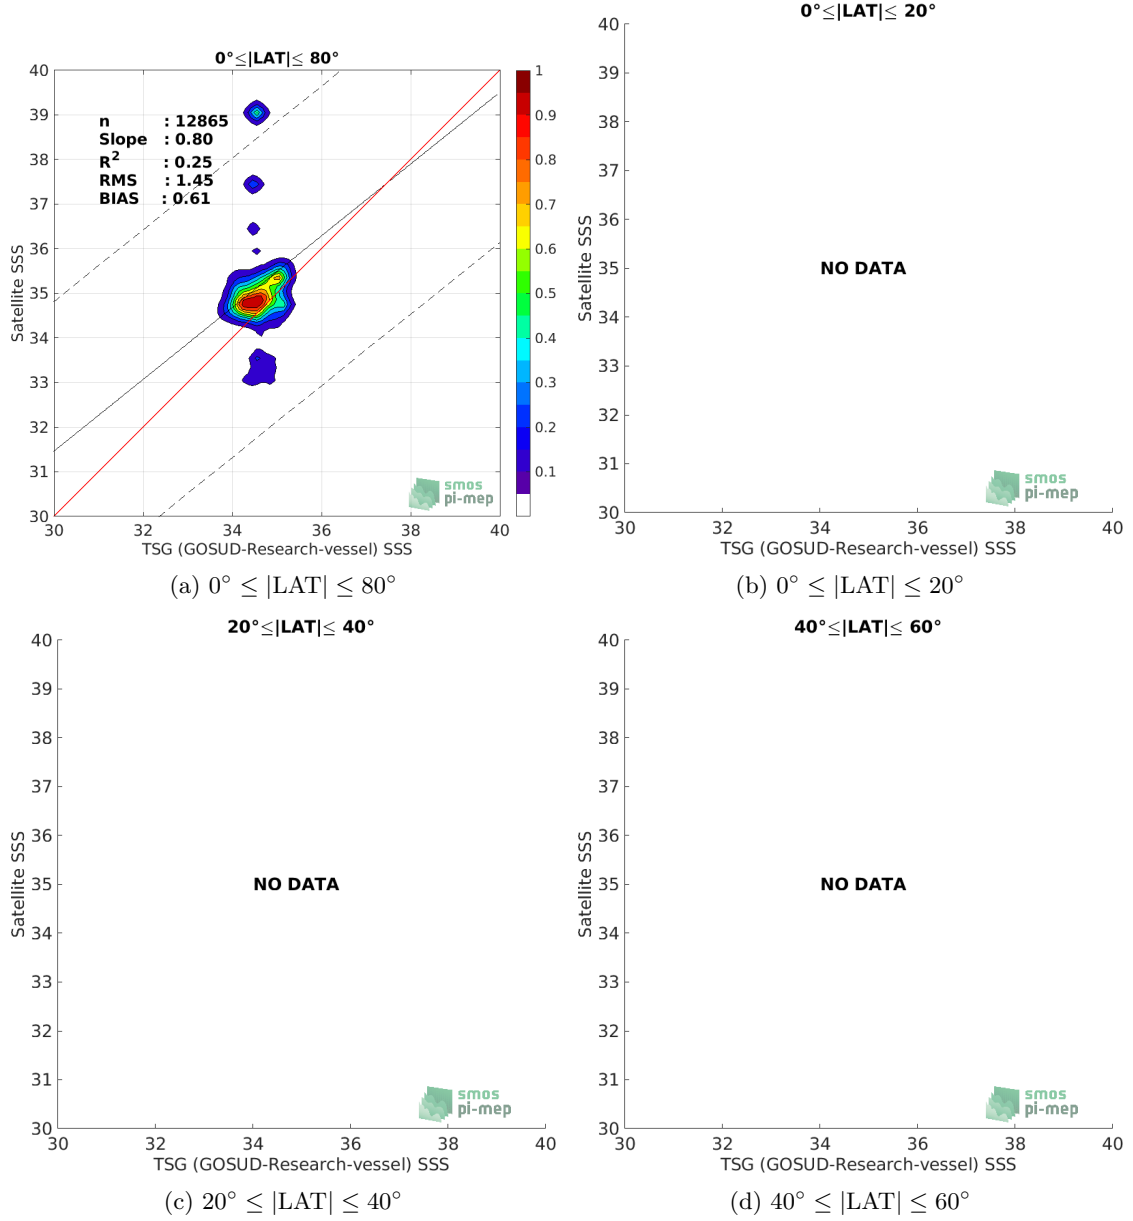 0°≤|LAT|≤ 80°
40
39
38
37
36
35
34
33
32
31
30
Satellite SSS
n : 12865
Slope : 0.80
R² : 0.25
RMS : 1.45
BIAS : 0.61
1
0.9
0.8
0.7
0.6
0.5
0.4
0.3
0.2
0.1
smos
pi-mep
30 32 34 36 38 40
TSG (GOSUD-Research-vessel) SSS
(a) 0° ≤ |LAT| ≤ 80°
0°≤|LAT|≤ 20°
40
39
38
37
36
35
34
33
32
31
30
Satellite SSS
NO DATA
smos
pi-mep
30 32 34 36 38 40
TSG (GOSUD-Research-vessel) SSS
(b) 0° ≤ |LAT| ≤ 20°
20°≤|LAT|≤ 40°
40
39
38
37
36
35
34
33
32
31
30
Satellite SSS
NO DATA
smos
pi-mep
30 32 34 36 38 40
TSG (GOSUD-Research-vessel) SSS
(c) 20° ≤ |LAT| ≤ 40°
40°≤|LAT|≤ 60°
40
39
38
37
36
35
34
33
32
31
30
Satellite SSS
NO DATA
smos
pi-mep
30 32 34 36 38 40
TSG (GOSUD-Research-vessel) SSS
(d) 40° ≤ |LAT| ≤ 60°